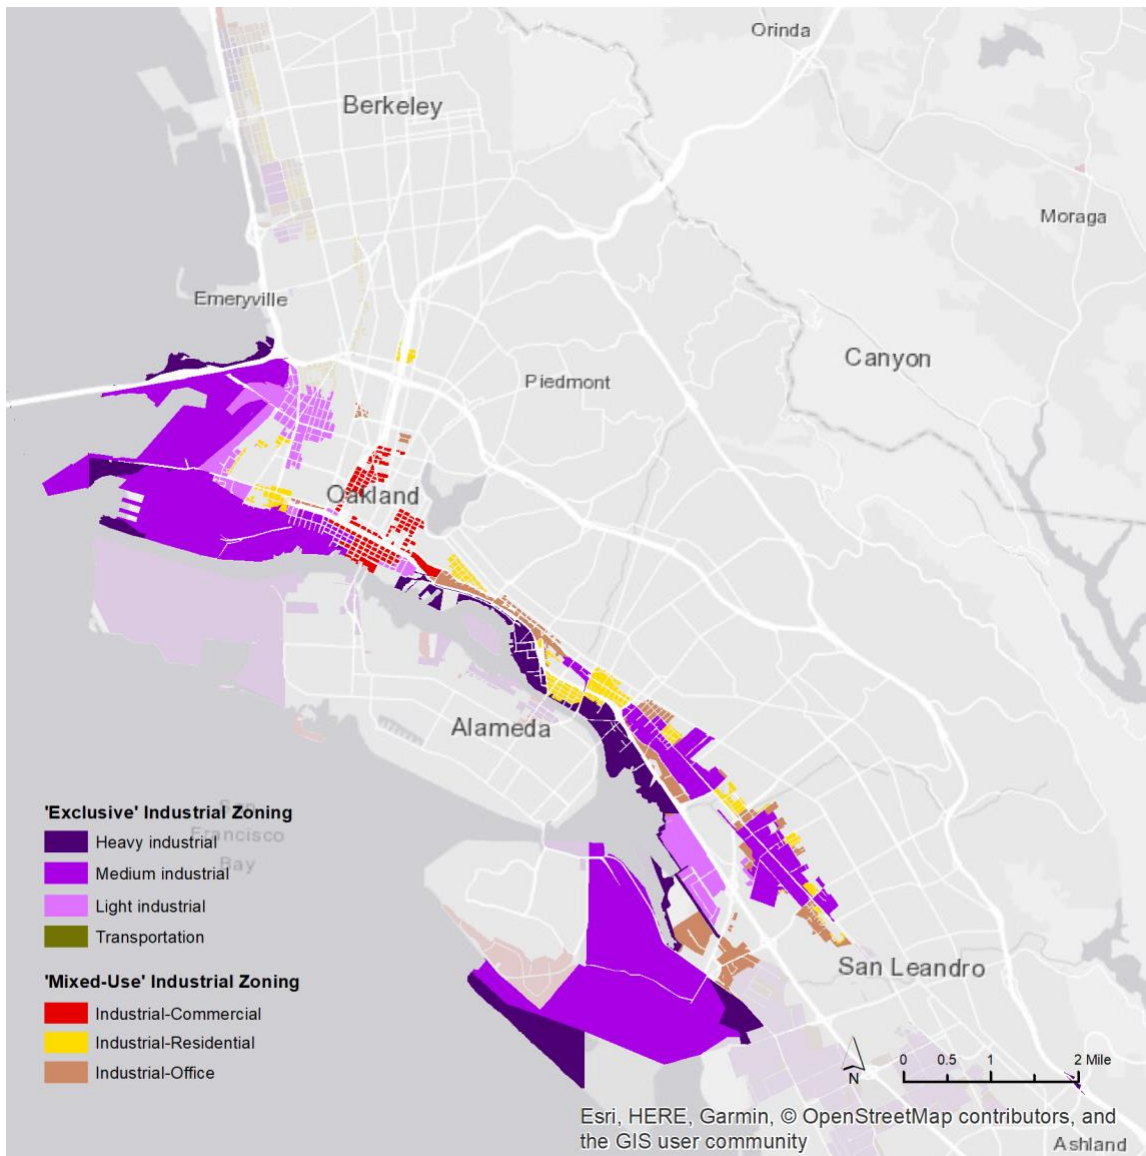 Orinda
Berkeley
Moraga
Emeryville
Canyon
Piedmont
Oakland
Alameda
'Exclusive' Industrial Zoning
San
Francisco
Bay
Heavy industrial
Medium industrial
Light industrial
Transportation
'Mixed-Use' Industrial Zoning
San Leandro
Industrial-Commercial
Industrial-Residential
Industrial-Office
0 0.5 1 2 Mile
N
Esri, HERE, Garmin, © OpenStreetMap contributors, and
the GIS user community
Ashland